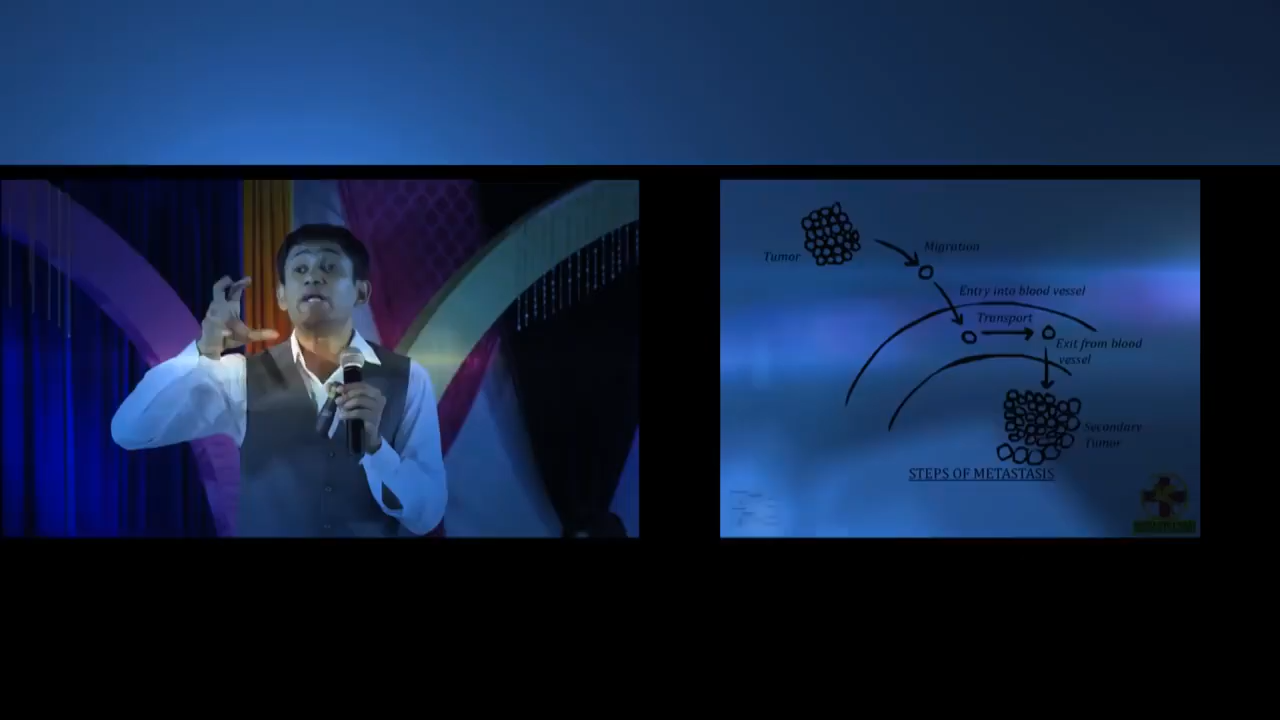 Tumor
Migration
Entry into blood vessel
Transport
Exit from blood
vessel
Secondary
Tumor
STEPS OF METASTASIS